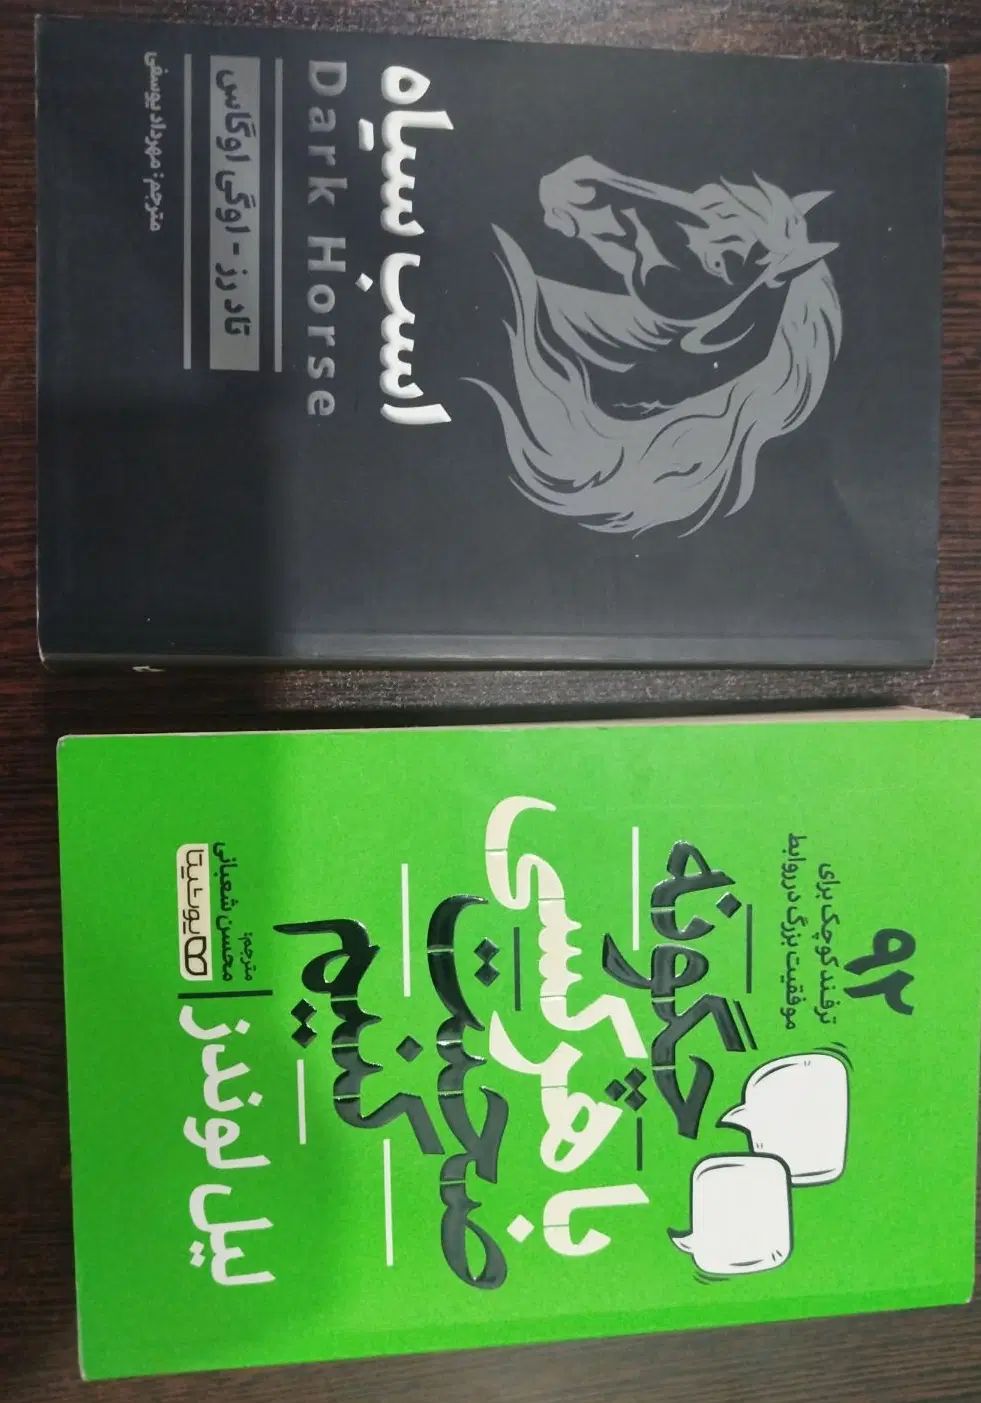 اسب سیاه
Dark Horse
تاد رز - اوگی اوگاس
مترجم: مهرداد یوسفی
۹۲
ترفند کوچک برای
موفقیت بزرگ در روابط
چگونه
با هر کسی
صحبت
کنیم
مترجم:
محسن شعبانی
یوشیتا
لیل لوندز